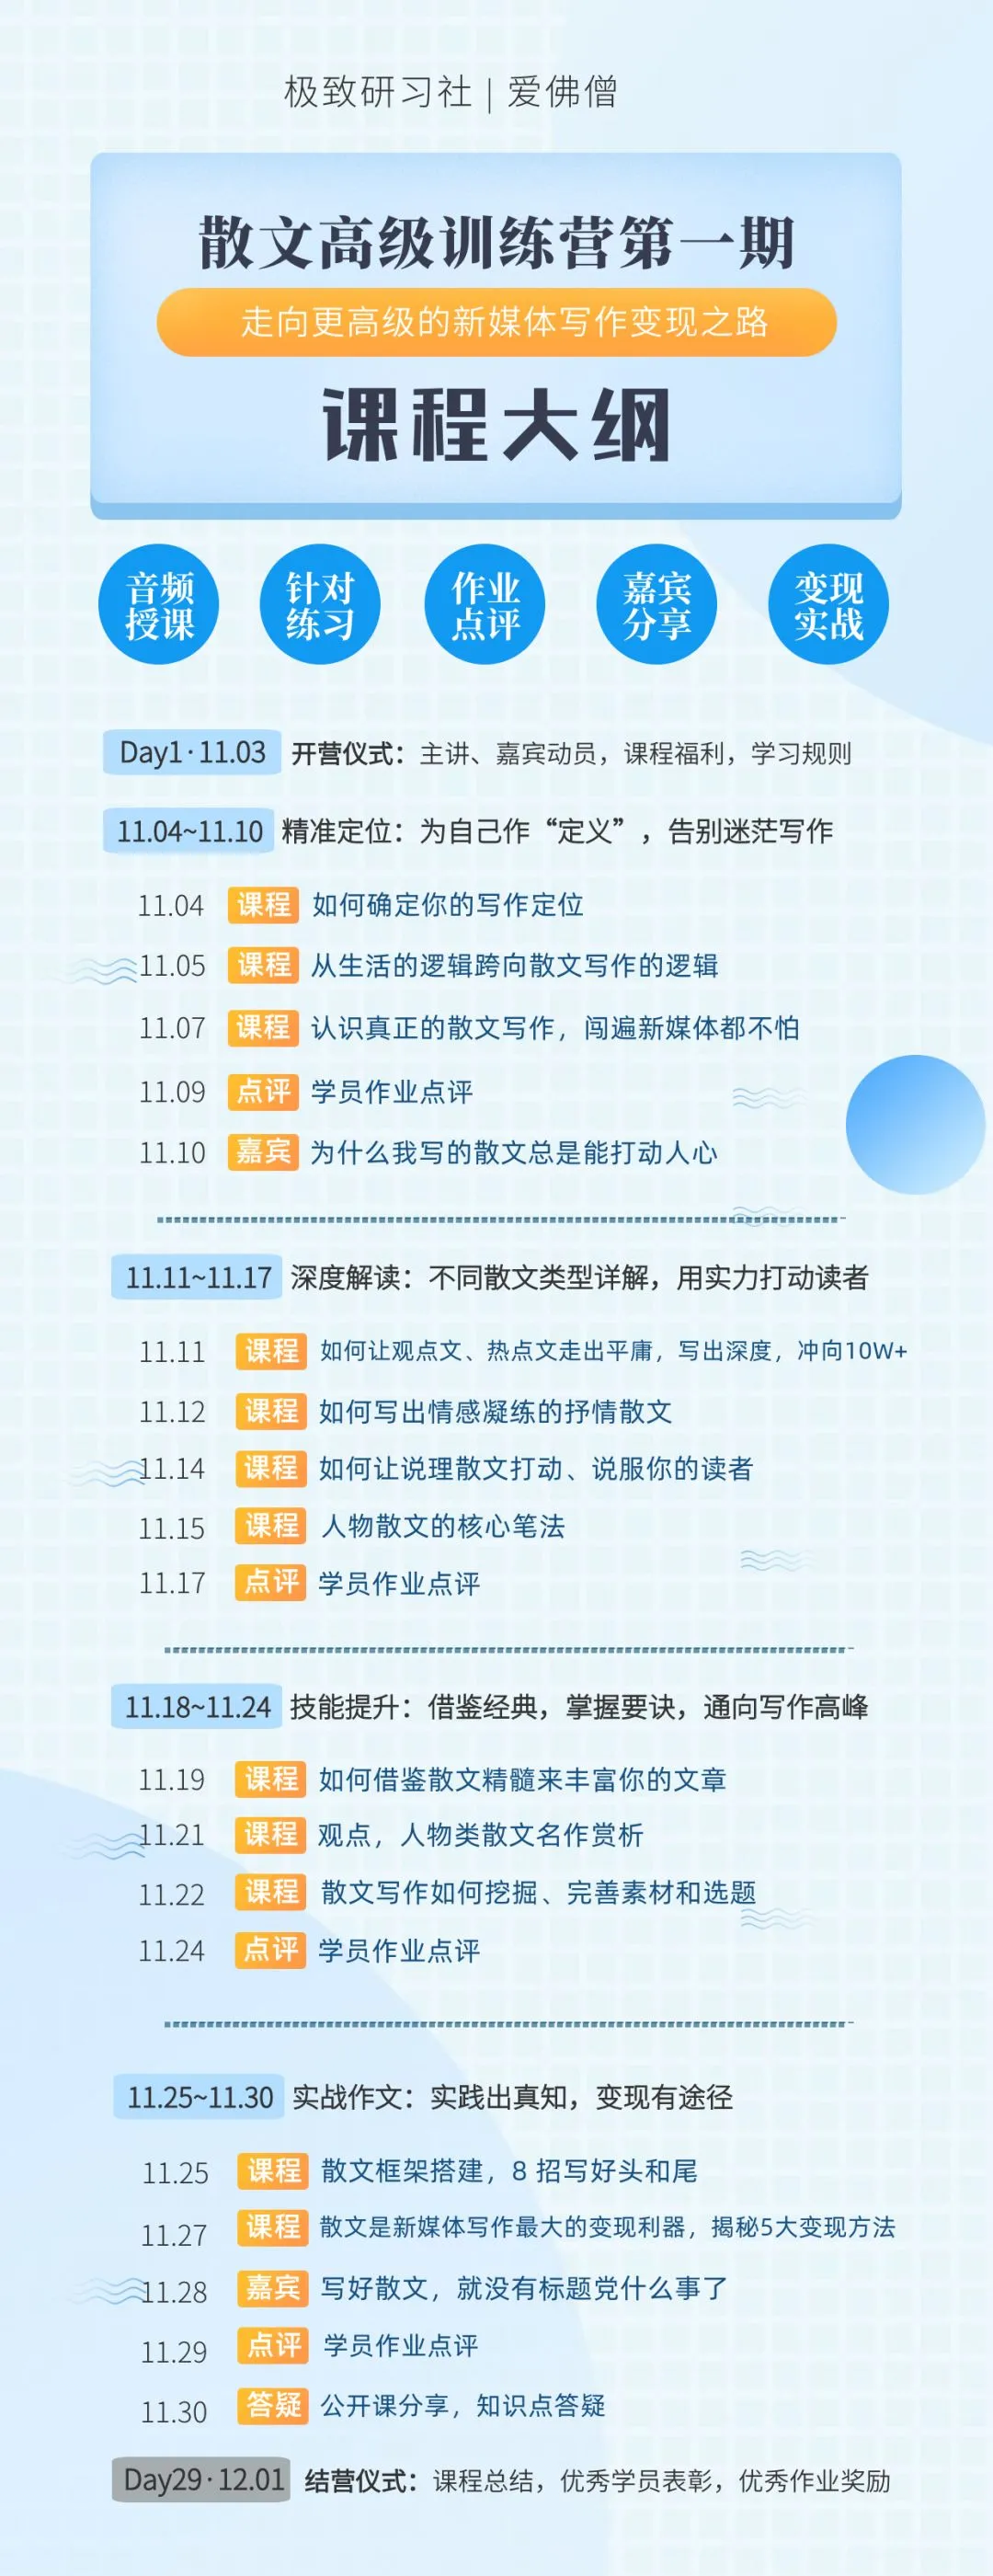 极致研习社 | 爱佛僧
散文高级训练营第一期
走向更高级的新媒体写作变现之路
课程大纲
音频授课
针对练习
作业点评
嘉宾分享
变现实战
Day1·11.03 开营仪式：主讲、嘉宾动员，课程福利，学习规则
11.04~11.10 精准定位：为自己作“定义”，告别迷茫写作
11.04 课程 如何确定你的写作定位
11.05 课程 从生活的逻辑跨向散文写作的逻辑
11.07 课程 认识真正的散文写作，闯遍新媒体都不怕
11.09 点评 学员作业点评
11.10 嘉宾 为什么我写的散文总是能打动人心
11.11~11.17 深度解读：不同散文类型详解，用实力打动读者
11.11 课程 如何让观点文、热点文走出平庸，写出深度，冲向10W+
11.12 课程 如何写出情感凝练的抒情散文
11.14 课程 如何让说理散文打动、说服你的读者
11.15 课程 人物散文的核心笔法
11.17 点评 学员作业点评
11.18~11.24 技能提升：借鉴经典，掌握要诀，通向写作高峰
11.19 课程 如何借鉴散文精髓来丰富你的文章
11.21 课程 观点，人物类散文名作赏析
11.22 课程 散文写作如何挖掘、完善素材和选题
11.24 点评 学员作业点评
11.25~11.30 实战作文：实践出真知，变现有途径
11.25 课程 散文框架搭建，8 招写好头和尾
11.27 课程 散文是新媒体写作最大的变现利器，揭秘5大变现方法
11.28 嘉宾 写好散文，就没有标题党什么事了
11.29 点评 学员作业点评
11.30 答疑 公开课分享，知识点答疑
Day29·12.01 结营仪式：课程总结，优秀学员表彰，优秀作业奖励